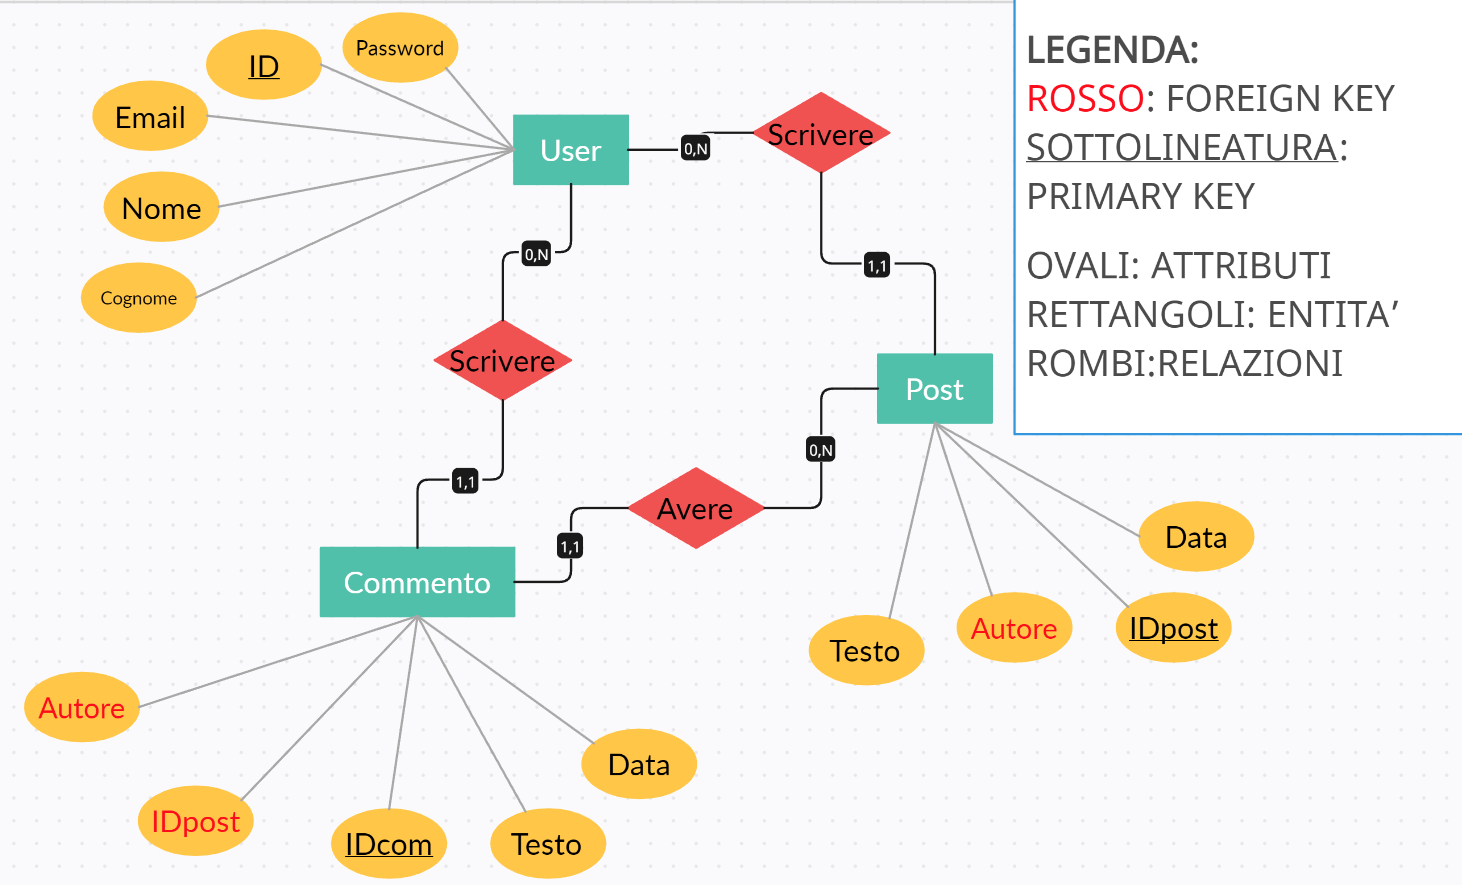 Password
ID
Email
Nome
Cognome
User
0,N
Scrivere
1,1
0,N
Scrivere
1,1
Post
0,N
Avere
1,1
Commento
Data
Autore
IDpost
Testo
Autore
IDpost
IDcom
Testo
Data
LEGENDA:
ROSSO: FOREIGN KEY
SOTTOLINEATURA:
PRIMARY KEY
OVALI: ATTRIBUTI
RETTANGOLI: ENTITA’
ROMBI:RELAZIONI